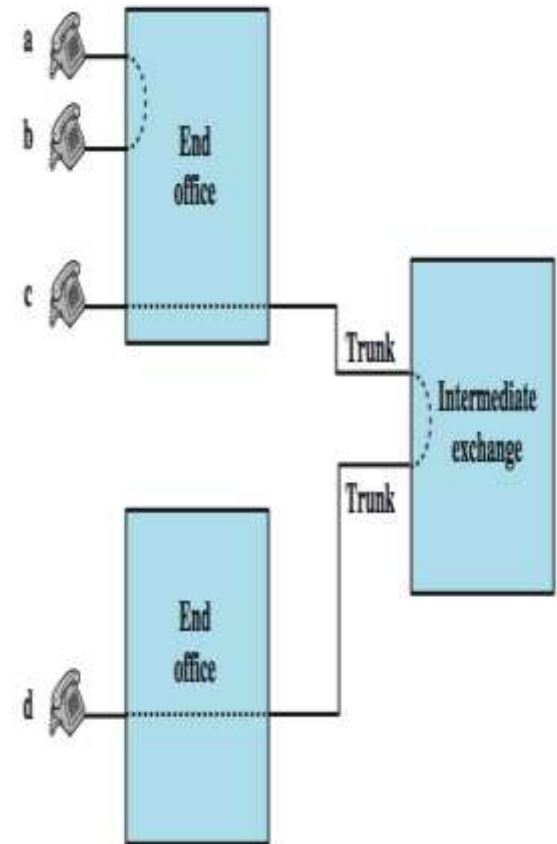 a
b
End
office
c
Trunk
Intermediate
exchange
Trunk
End
office
d